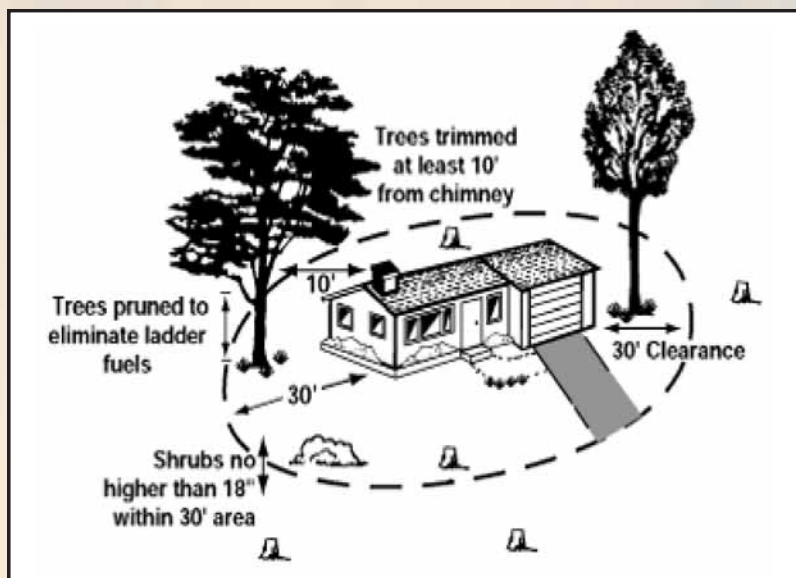 Trees trimmed
at least 10'
from chimney
10'
Trees pruned to
eliminate ladder
fuels
30' Clearance
30'
Shrubs no
higher than 18"
within 30' area